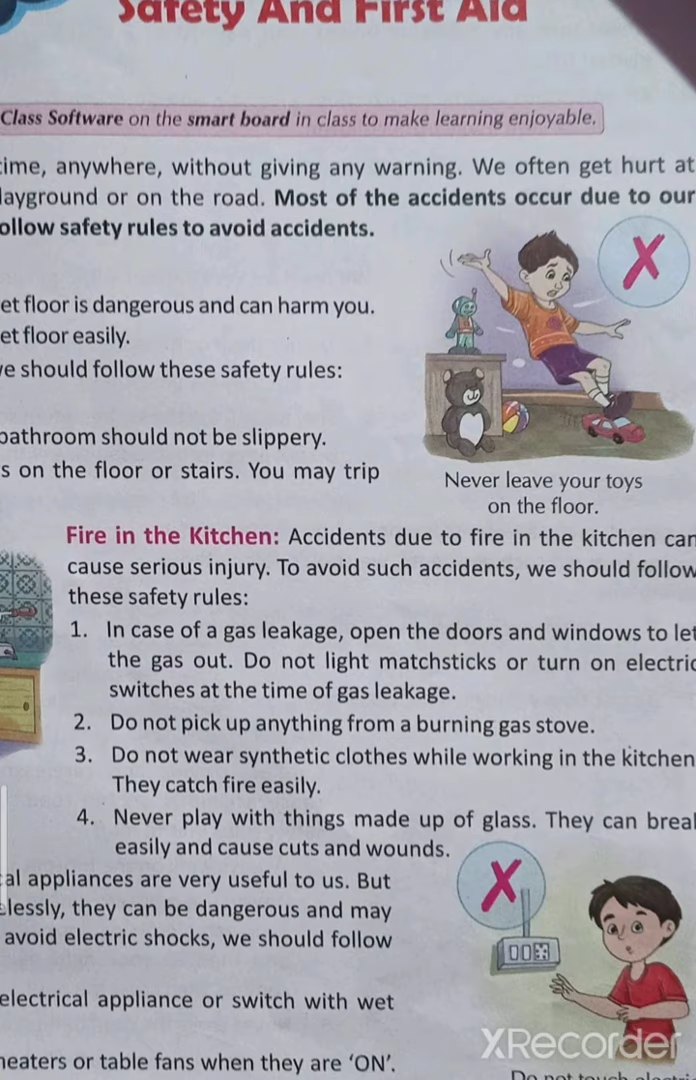 Safety And First Aid
Class Software on the smart board in class to make learning enjoyable.
time, anywhere, without giving any warning. We often get hurt at
layground or on the road. Most of the accidents occur due to our
ollow safety rules to avoid accidents.
et floor is dangerous and can harm you.
et floor easily.
we should follow these safety rules:
bathroom should not be slippery.
s on the floor or stairs. You may trip
Never leave your toys
on the floor.
Fire in the Kitchen: Accidents due to fire in the kitchen can
cause serious injury. To avoid such accidents, we should follow
these safety rules:
1. In case of a gas leakage, open the doors and windows to let
the gas out. Do not light matchsticks or turn on electric
switches at the time of gas leakage.
2. Do not pick up anything from a burning gas stove.
3. Do not wear synthetic clothes while working in the kitchen
They catch fire easily.
4. Never play with things made up of glass. They can break
easily and cause cuts and wounds.
cal appliances are very useful to us. But
elessly, they can be dangerous and may
avoid electric shocks, we should follow
electrical appliance or switch with wet
heaters or table fans when they are ‘ON’.
XRecorder
Do not touch electri